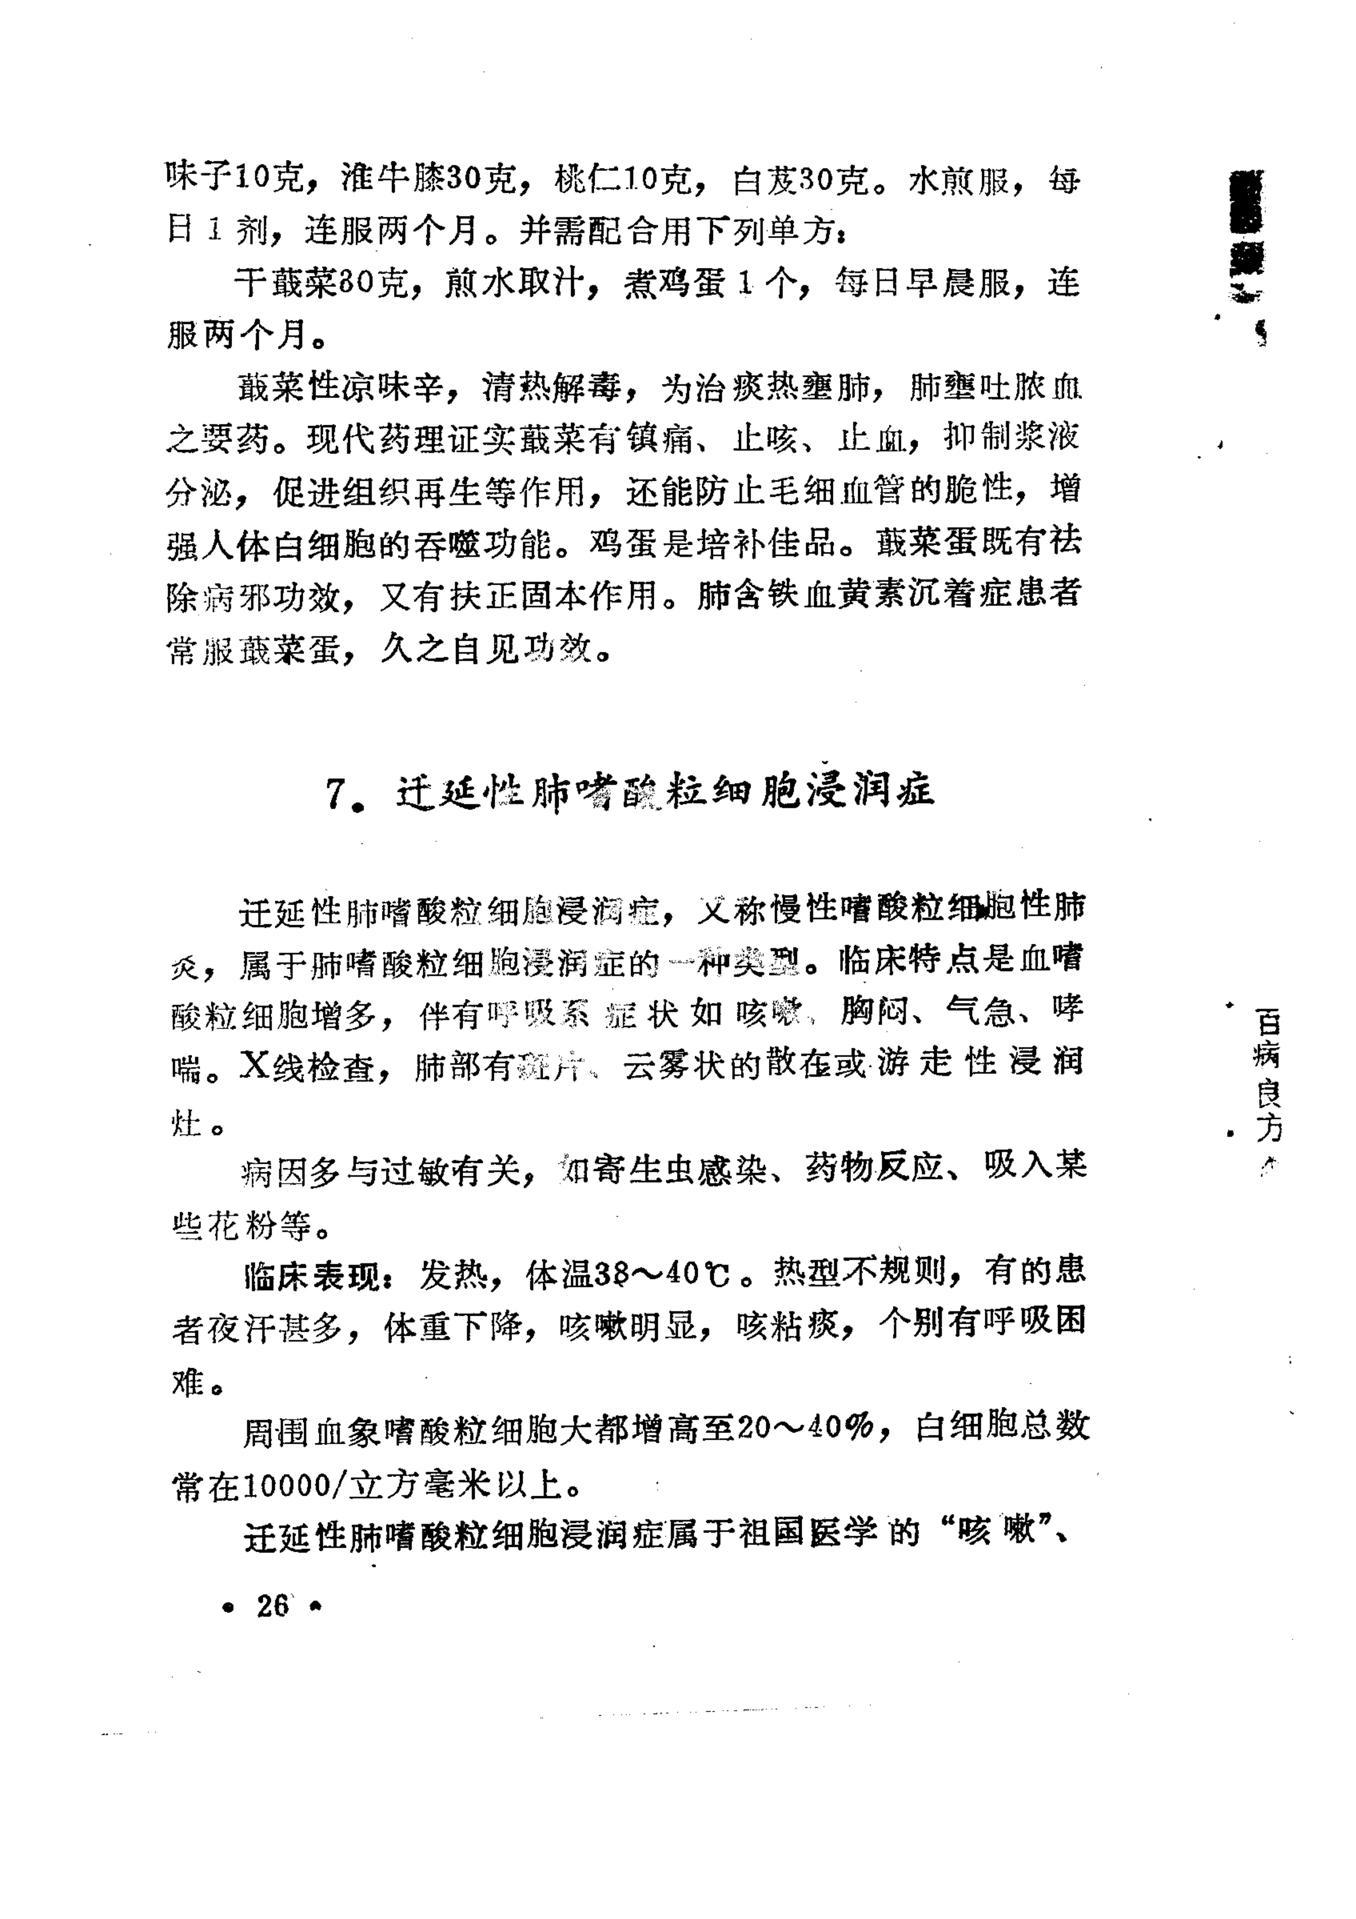 味子10克，淮牛膝30克，桃仁10克，白芨30克。水煎服，每
日1剂，连服两个月。并需配合用下列单方：
干蕺菜30克，煎水取汁，煮鸡蛋1个，每日早晨服，连
服两个月。
蕺菜性凉味辛，清热解毒，为治痰热壅肺，肺壅吐脓血
之要药。现代药理证实蕺菜有镇痛、止咳、止血，抑制浆液
分泌，促进组织再生等作用，还能防止毛细血管的脆性，增
强人体白细胞的吞噬功能。鸡蛋是培补佳品。蕺菜蛋既有祛
除病邪功效，又有扶正固本作用。肺含铁血黄素沉着症患者
常服蕺菜蛋，久之自见功效。
7．迁延性肺嗜酸粒细胞浸润症
迁延性肺嗜酸粒细胞浸润症，又称慢性嗜酸粒细胞性肺
炎，属于肺嗜酸粒细胞浸润症的一种类型。临床特点是血嗜
酸粒细胞增多，伴有呼吸系症状如咳嗽、胸闷、气急、哮
喘。X线检查，肺部有斑片、云雾状的散在或游走性浸润
灶。
病因多与过敏有关，如寄生虫感染、药物反应、吸入某
些花粉等。
临床表现：发热，体温38～40℃。热型不规则，有的患
者夜汗甚多，体重下降，咳嗽明显，咳粘痰，个别有呼吸困
难。
周围血象嗜酸粒细胞大都增高至20～40%，白细胞总数
常在10000/立方毫米以上。
迁延性肺嗜酸粒细胞浸润症属于祖国医学的“咳嗽”、
• 26 •
百病良方